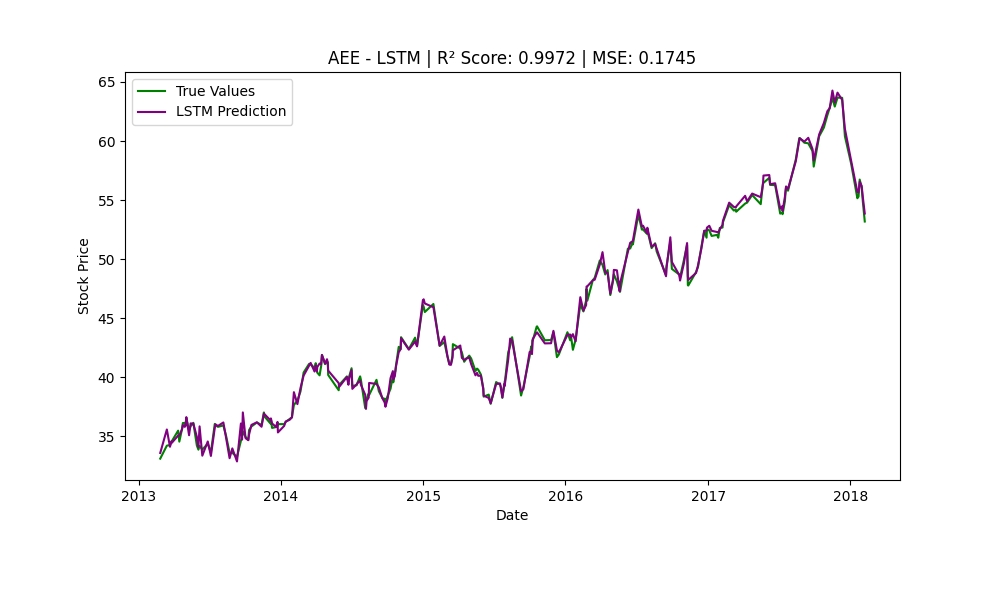 AEE - LSTM | R² Score: 0.9972 | MSE: 0.1745
True Values
LSTM Prediction
65
60
55
50
45
40
35
Stock Price
2013 2014 2015 2016 2017 2018
Date